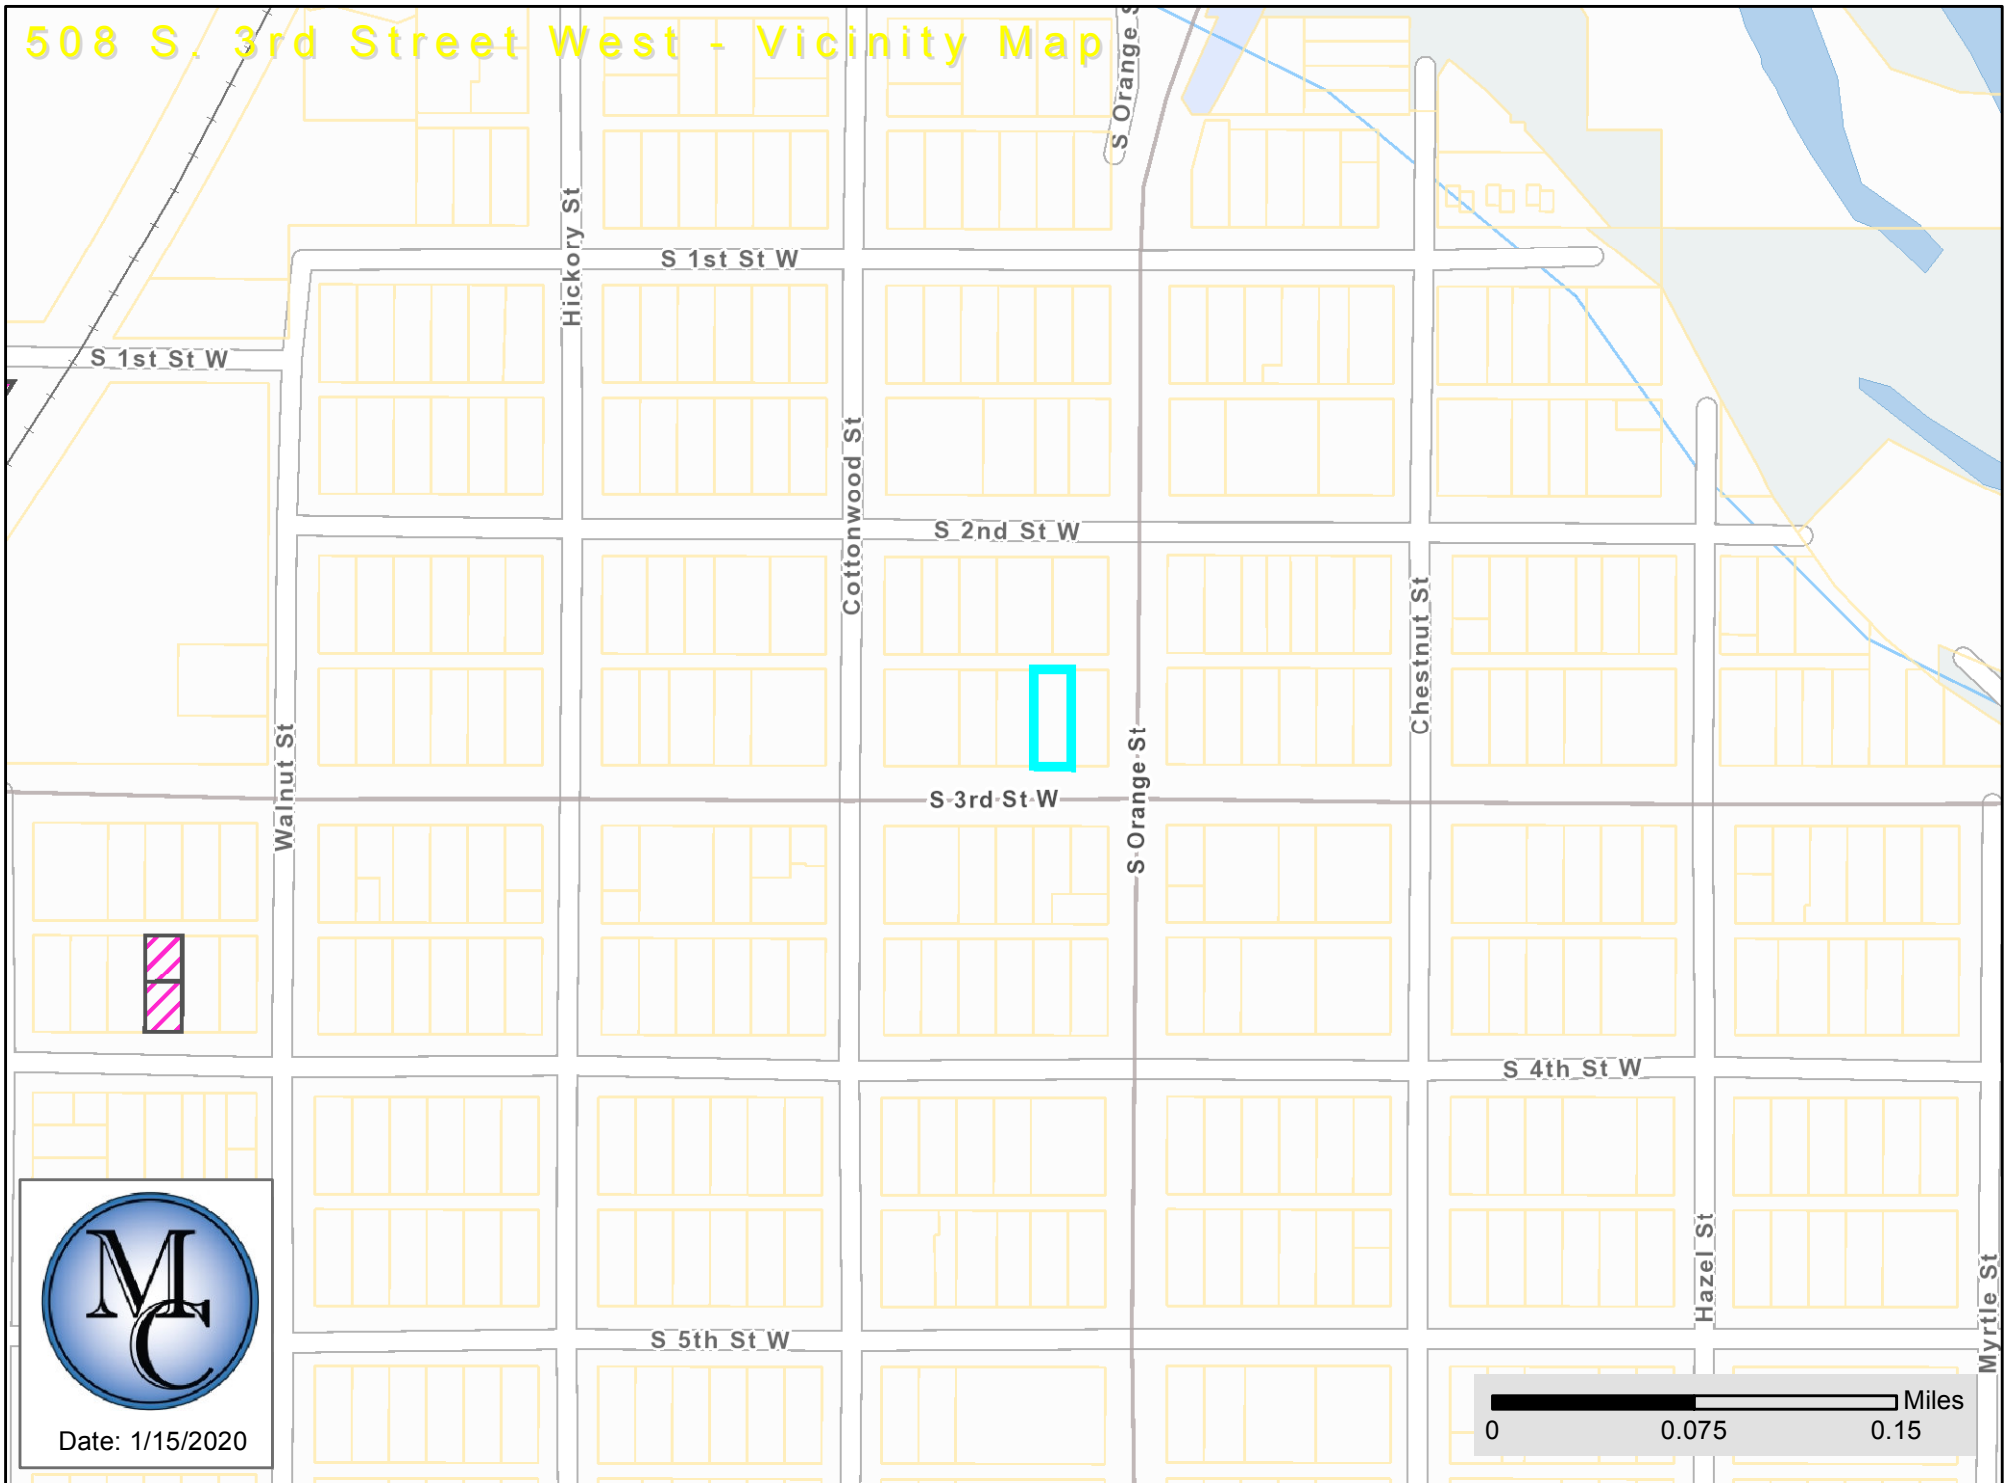 508 S. 3rd Street West - Vicinity Map
S Orange S
Hickory St
S 1st St W
S 1st St W
Cottonwood St
S 2nd St W
Chestnut St
Walnut St
S Orange St
S 3rd St W
S 4th St W
Hazel St
Myrtle St
S 5th St W
MC
Date: 1/15/2020
Miles
0 0.075 0.15